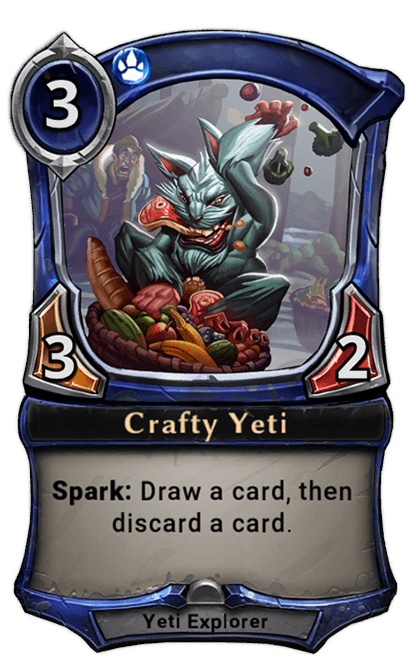 3
3
2
Crafty Yeti
Spark: Draw a card, then
discard a card.
Yeti Explorer